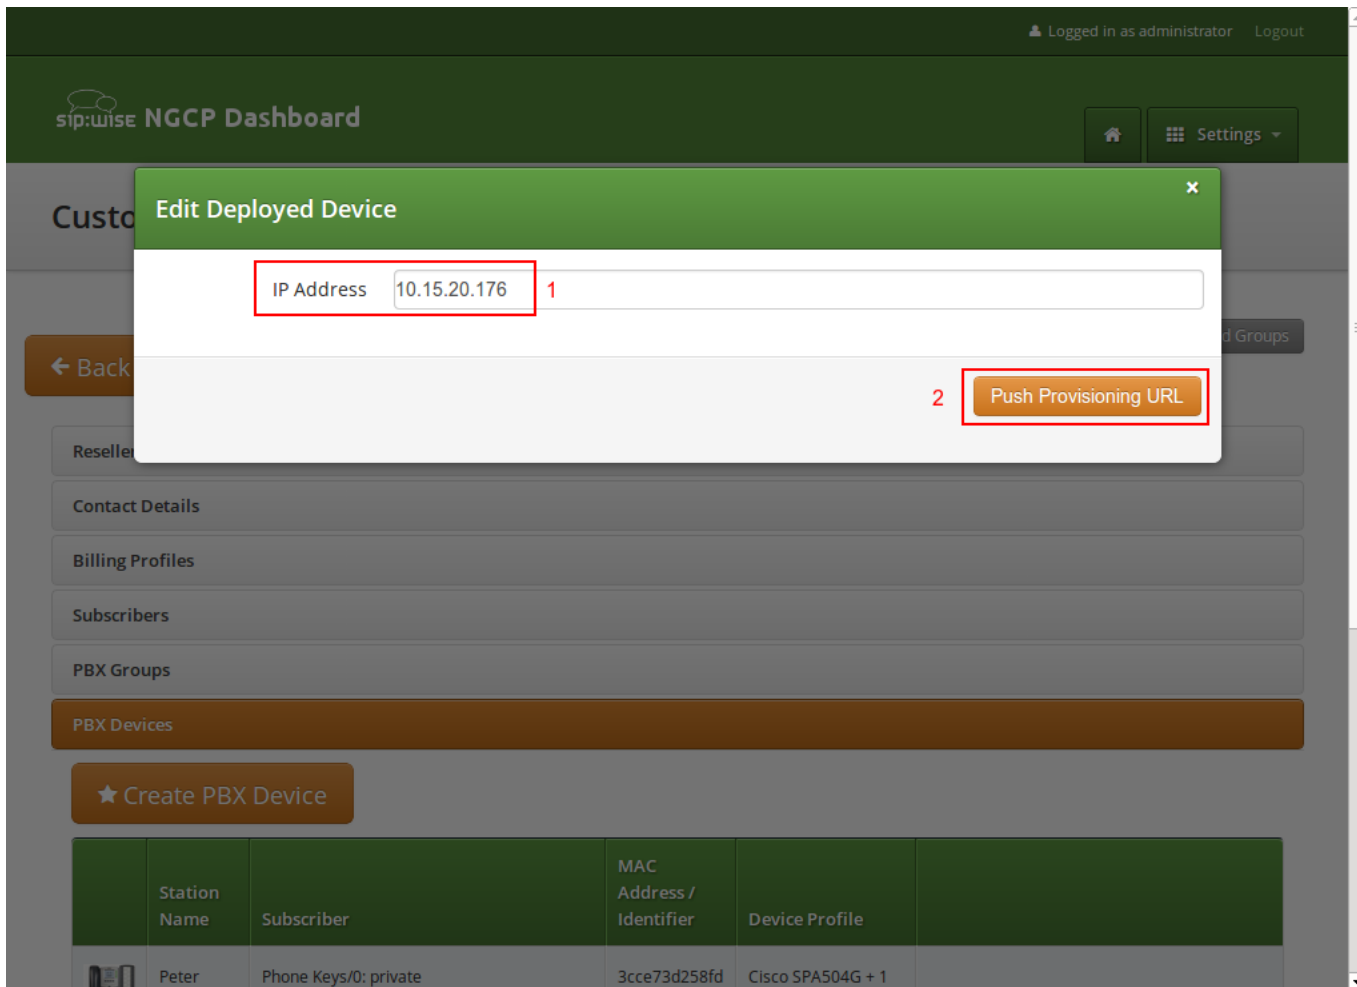 Logged in as administrator Logout
sip:wise NGCP Dashboard
Settings
Custo
Edit Deployed Device
×
IP Address 10.15.20.176 1
d Groups
Back
2 Push Provisioning URL
Reseller
Contact Details
Billing Profiles
Subscribers
PBX Groups
PBX Devices
Create PBX Device
Station Name
Subscriber
MAC Address / Identifier
Device Profile
Peter Phone Keys/0: private 3cce73d258fd Cisco SPA504G + 1